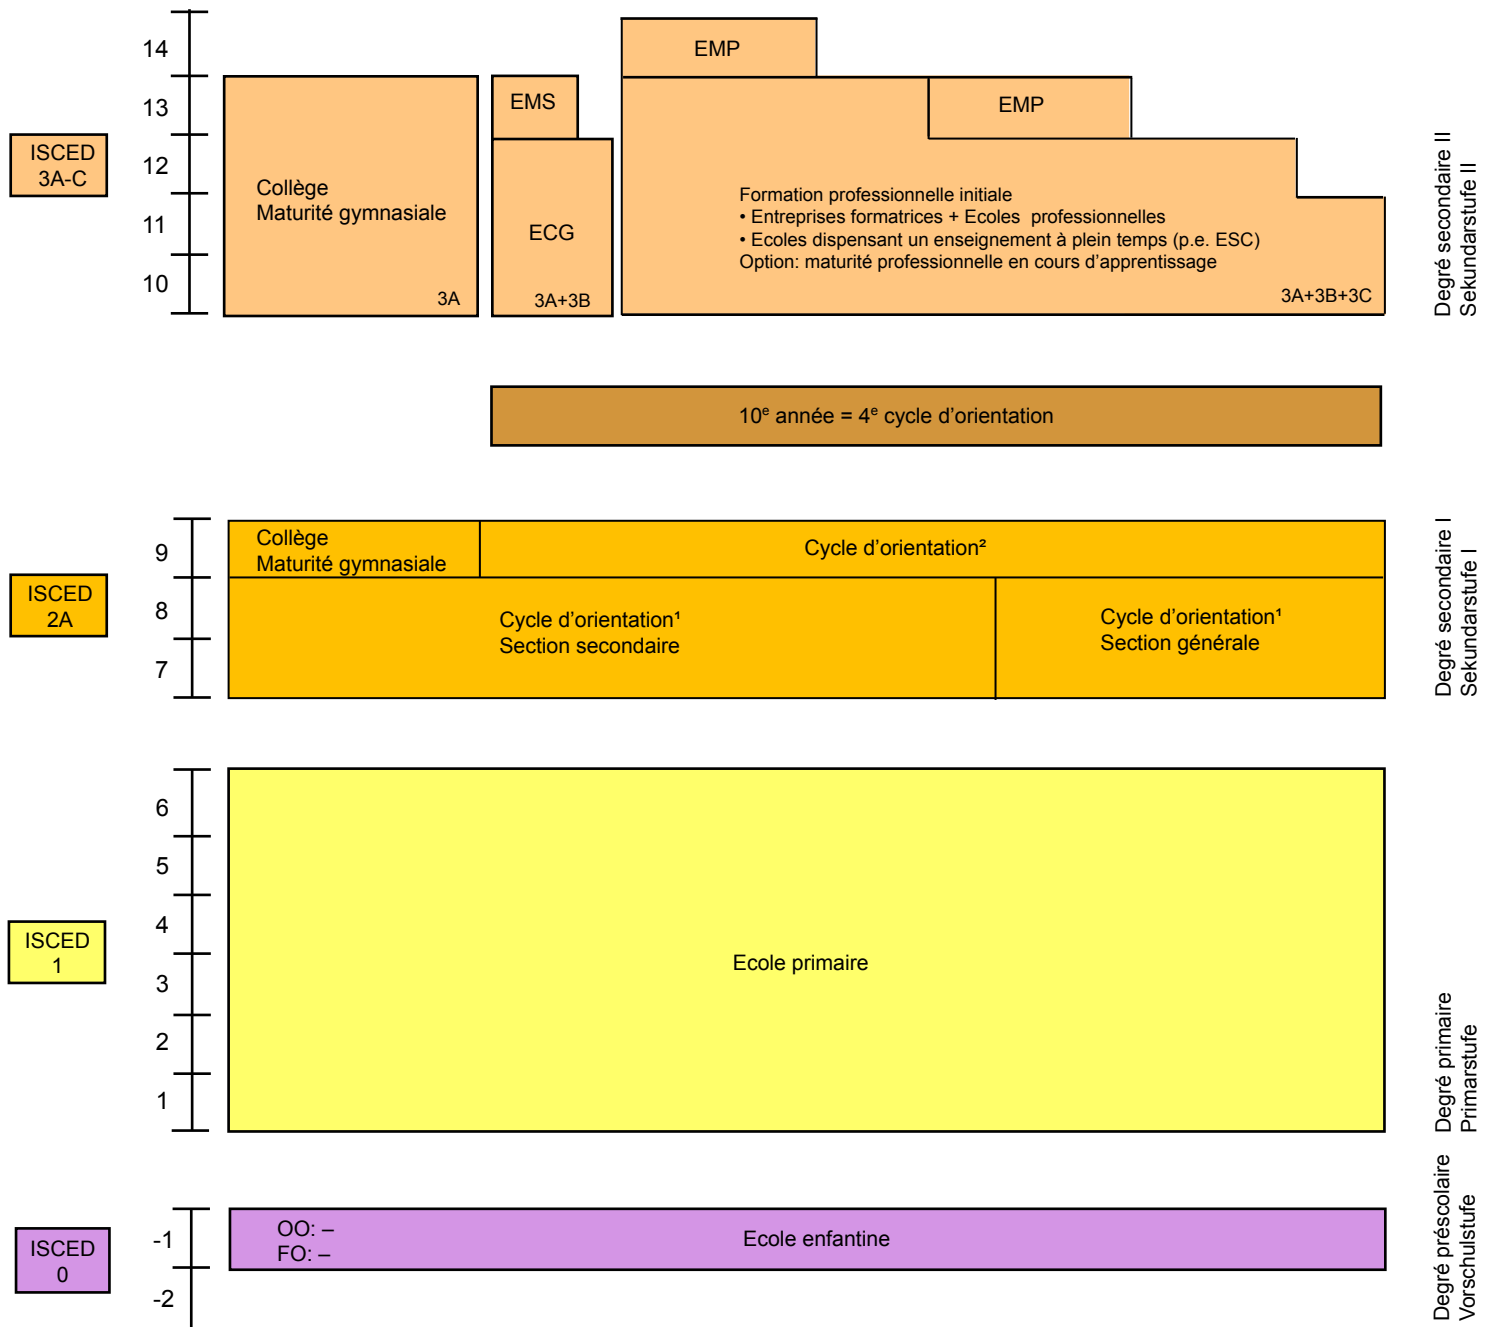 14
EMP
13
EMS
EMP
ISCED
3A-C
12
Collège
Maturité gymnasiale
11
ECG
Formation professionnelle initiale
• Entreprises formatrices + Ecoles professionnelles
• Ecoles dispensant un enseignement à plein temps (p.e. ESC)
Option: maturité professionnelle en cours d'apprentissage
10
3A
3A+3B
3A+3B+3C
Degré secondaire II
Sekundarstufe II
10e année = 4e cycle d'orientation
9
Collège
Maturité gymnasiale
Cycle d'orientation²
ISCED
2A
8
Cycle d'orientation¹
Section secondaire
Cycle d'orientation¹
Section générale
7
Degré secondaire I
Sekundarstufe I
6
5
4
ISCED
1
3
Ecole primaire
2
1
Degré primaire
Primarstufe
-1
OO: –
FO: –
Ecole enfantine
ISCED
0
-2
Degré préscolaire
Vorschulstufe